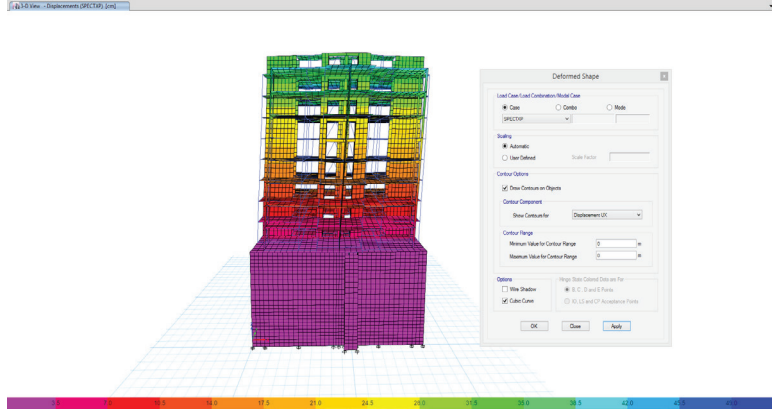 3-D View - Displacements (SPECTXP) [cm]
Deformed Shape
Load Case/Load Combination/Modal Case
Case
Combo
Mode
SPECTXP
Scaling
Automatic
User Defined
Scale Factor
Contour Options
Draw Contours on Objects
Contour Component
Show Contours for
Displacement UX
Contour Range
Minimum Value for Contour Range
0
Maximum Value for Contour Range
Options
Wire Shadow
Cubic Curve
Hinge State Colored Dots are For
B, C, D and E Points
IO, LS and CP Acceptance Points
OK
Close
Apply
3.5
14.0
17.5
21.0
24.5
28.0
31.5
35.0
38.5
42.0
45.5
49.0